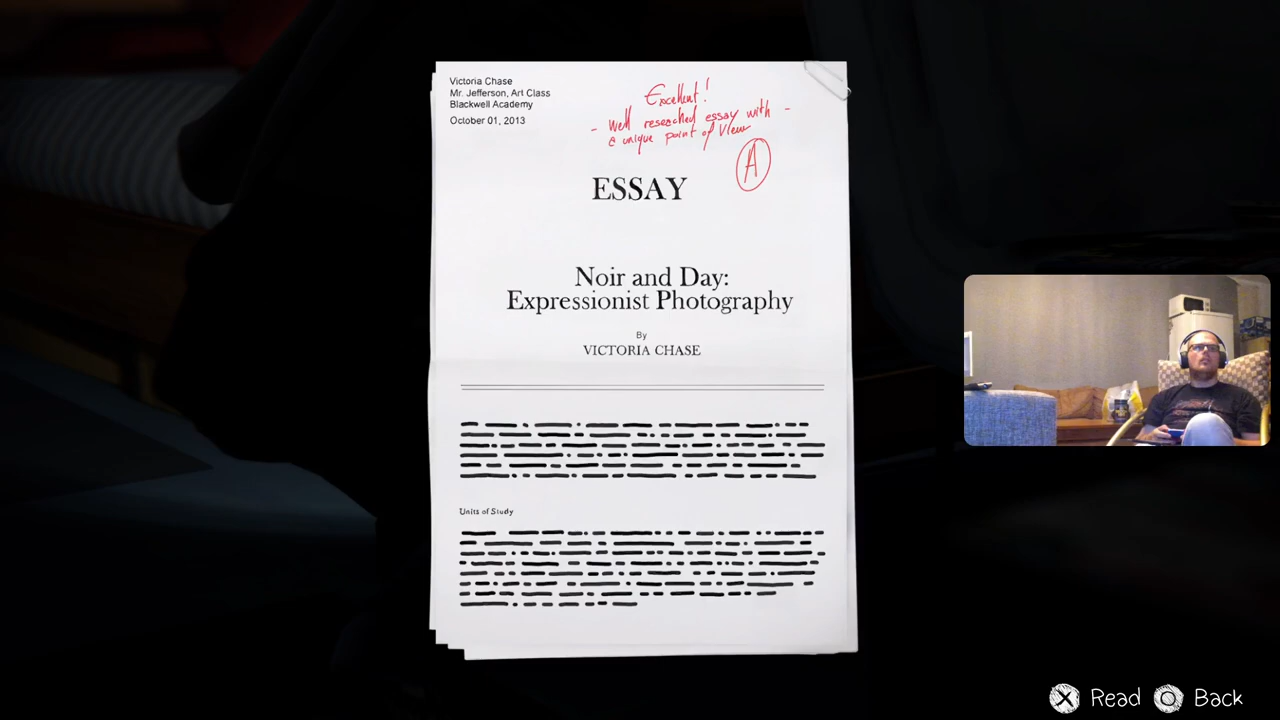 Victoria Chase
Mr. Jefferson, Art Class
Blackwell Academy
October 01, 2013
Excellent!
- Well researched essay with -
a unique point of View
A
ESSAY
Noir and Day:
Expressionist Photography
By
VICTORIA CHASE
Units of Study
Read
Back